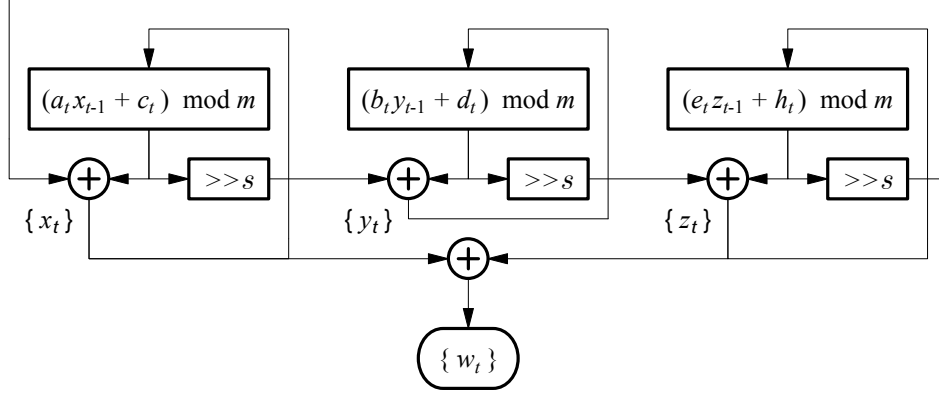 (a_t x_{t-1} + c_t) mod m (b_t y_{t-1} + d_t) mod m (e_t z_{t-1} + h_t) mod m
+ >>s + >>s + >>s
{x_t} {y_t} {z_t}
+
{w_t}